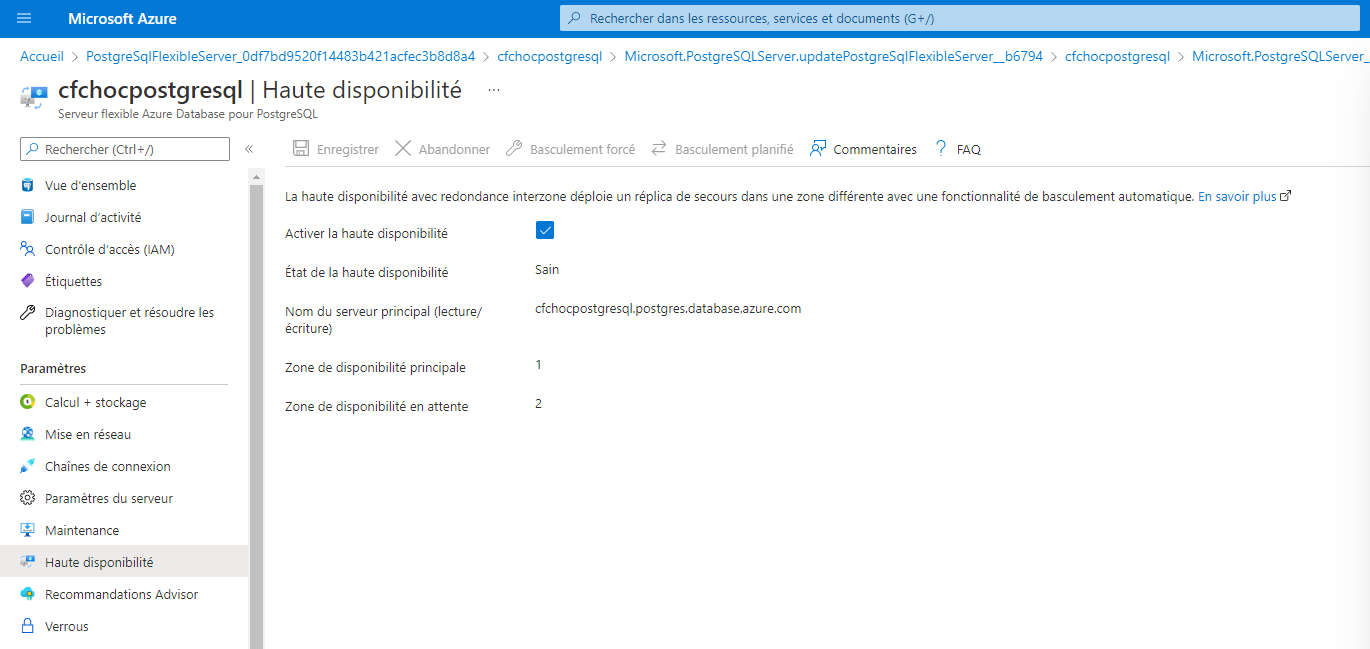 Microsoft Azure
Rechercher dans les ressources, services et documents (G+/)
Accueil > PostgreSqlFlexibleServer_0df7bd9520f14483b421acfec3b8d8a4 > cfchocpostgresql > Microsoft.PostgreSQLServer.updatePostgreSqlFlexibleServer__b6794 > cfchocpostgresql > Microsoft.PostgreSQLServer_
cfchocpostgresql | Haute disponibilité ...
Serveur flexible Azure Database pour PostgreSQL
Rechercher (Ctrl+/) «
Enregistrer Abandonner Basculement forcé Basculement planifié Commentaires ? FAQ
Vue d'ensemble
Journal d'activité
Contrôle d'accès (IAM)
Étiquettes
Diagnostiquer et résoudre les
problèmes
Paramètres
Calcul + stockage
Mise en réseau
Chaînes de connexion
Paramètres du serveur
Maintenance
Haute disponibilité
Recommandations Advisor
Verrous
La haute disponibilité avec redondance interzone déploie un réplica de secours dans une zone différente avec une fonctionnalité de basculement automatique. En savoir plus
Activer la haute disponibilité
État de la haute disponibilité Sain
Nom du serveur principal (lecture/
écriture) cfchocpostgresql.postgres.database.azure.com
Zone de disponibilité principale 1
Zone de disponibilité en attente 2